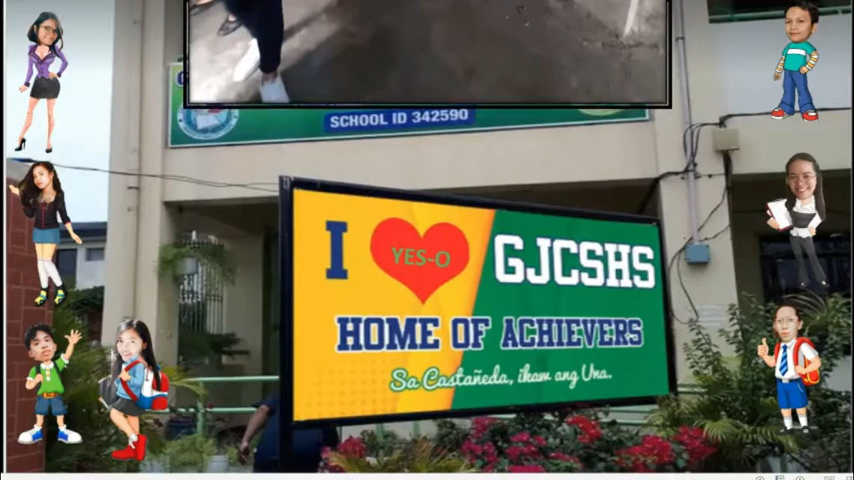 SCHOOL ID 342590
I YES-O GJCSHS
HOME OF ACHIEVERS
Sa Castañeda, ikaw ang Una.